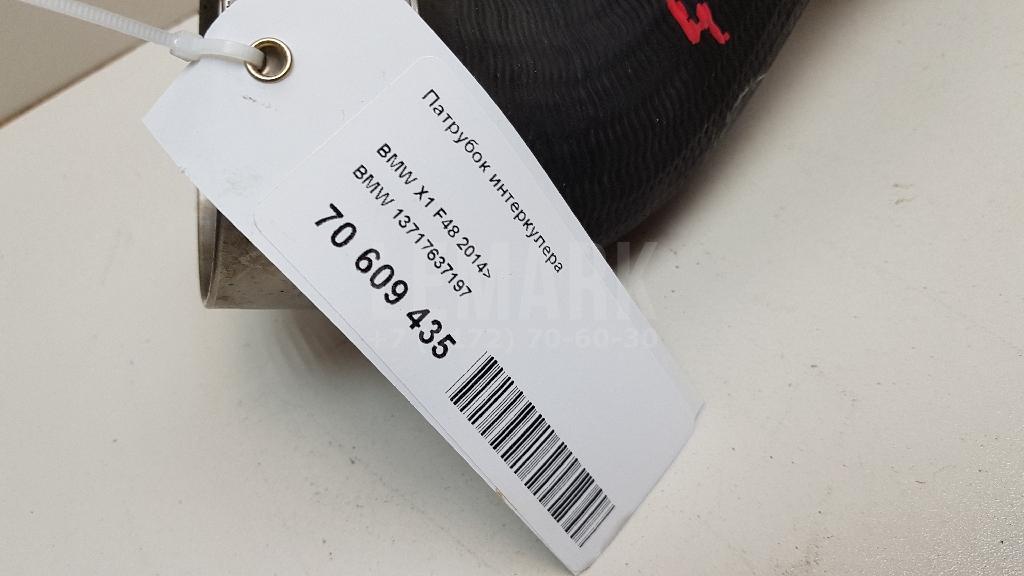 Патрубок интеркулера
BMW X1 F48 2014>
BMW 13717637197
70 609 435